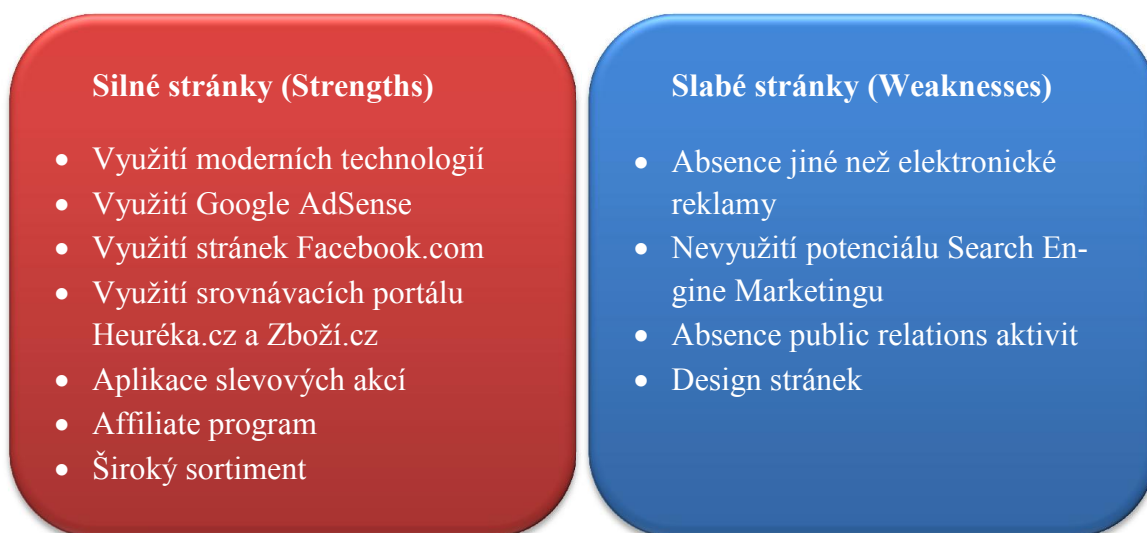 Silné stránky (Strengths)
• Využití moderních technologií
• Využití Google AdSense
• Využití stránek Facebook.com
• Využití srovnávacích portálu
Heuréka.cz a Zboží.cz
• Aplikace slevových akcí
• Affiliate program
• Široký sortiment
Slabé stránky (Weaknesses)
• Absence jiné než elektronické
reklamy
• Nevyužití potenciálu Search En-
gine Marketingu
• Absence public relations aktivit
• Design stránek